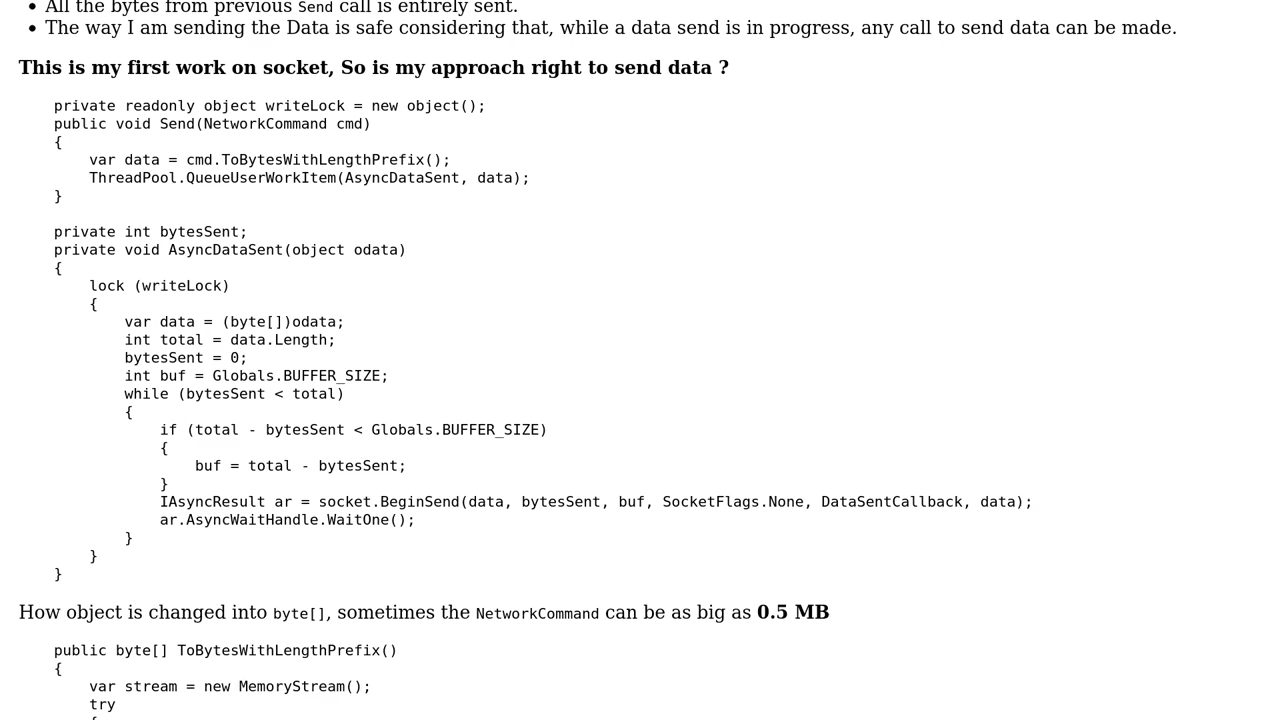 All the bytes from previous Send call is entirely sent.
The way I am sending the Data is safe considering that, while a data send is in progress, any call to send data can be made.
This is my first work on socket, So is my approach right to send data ?
private readonly object writeLock = new object();
public void Send(NetworkCommand cmd)
{
var data = cmd.ToBytesWithLengthPrefix();
ThreadPool.QueueUserWorkItem(AsyncDataSent, data);
}
private int bytesSent;
private void AsyncDataSent(object odata)
{
lock (writeLock)
{
var data = (byte[])odata;
int total = data.Length;
bytesSent = 0;
int buf = Globals.BUFFER_SIZE;
while (bytesSent < total)
{
if (total - bytesSent < Globals.BUFFER_SIZE)
{
buf = total - bytesSent;
}
IAsyncResult ar = socket.BeginSend(data, bytesSent, buf, SocketFlags.None, DataSentCallback, data);
ar.AsyncWaitHandle.WaitOne();
}
}
}
How object is changed into byte[], sometimes the NetworkCommand can be as big as 0.5 MB
public byte[] ToBytesWithLengthPrefix()
{
var stream = new MemoryStream();
try
{